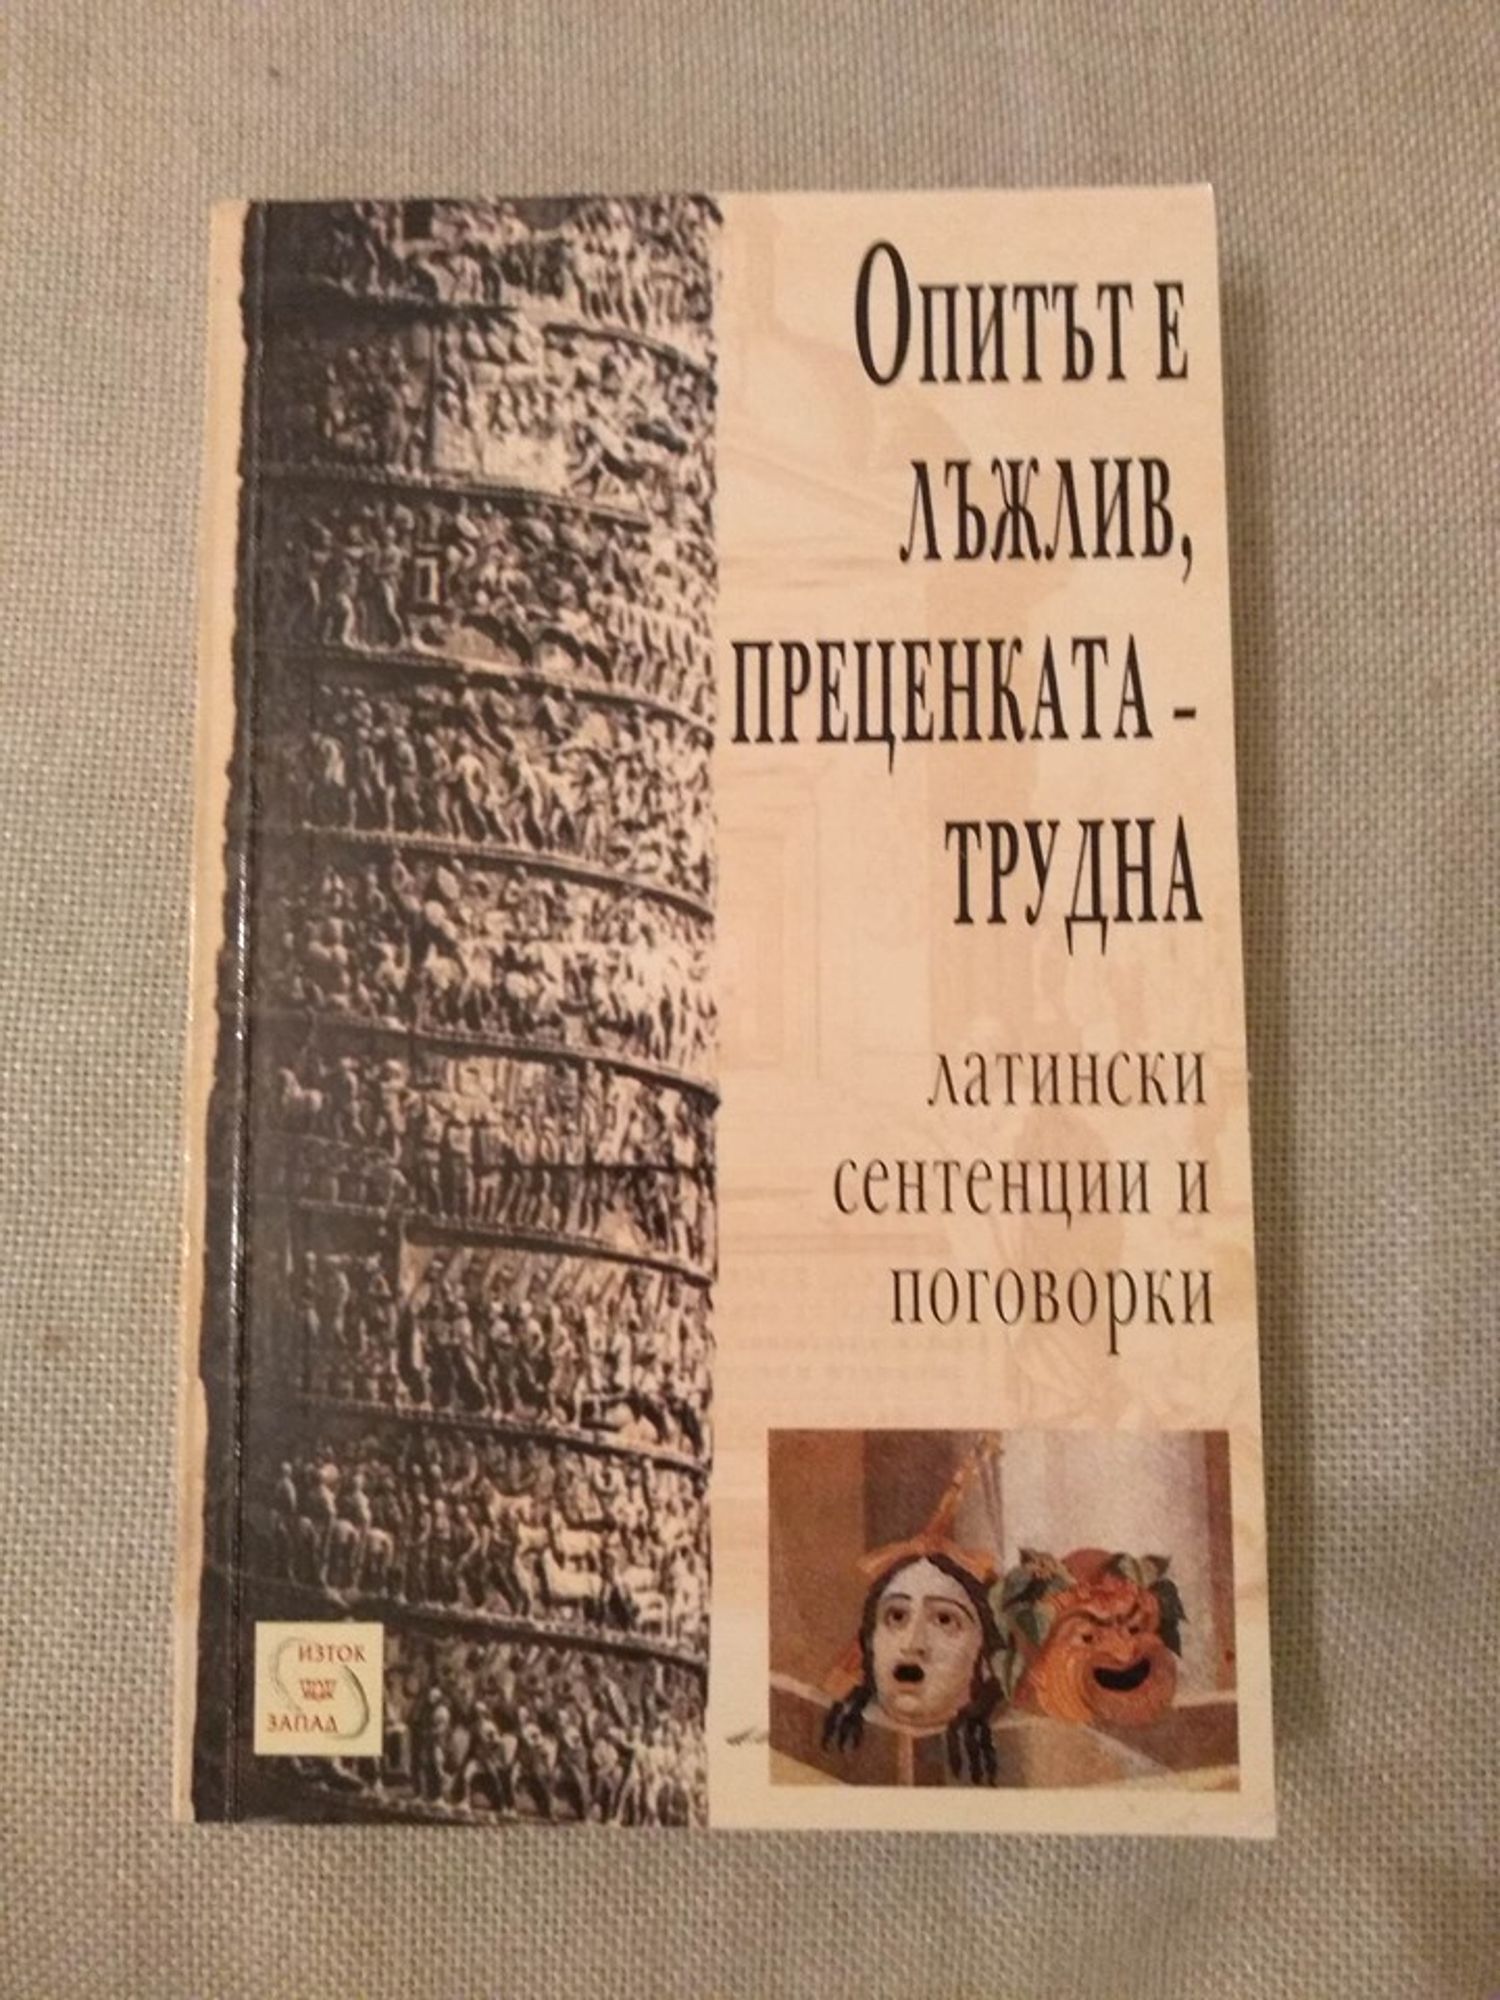 Опитът е
лъжлив,
преценката –
трудна
латински
сентенции и
поговорки
ИЗТОК
ЗАПАД